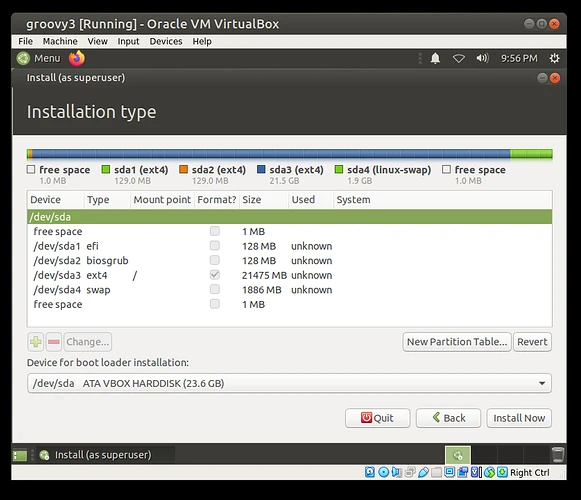 groovy3 [Running] - Oracle VM VirtualBox
File Machine View Input Devices Help
Menu 9:56 PM
Install (as superuser)
Installation type
free space sda1 (ext4) sda2 (ext4) sda3 (ext4) sda4 (linux-swap) free space
1.0 MB 129.0 MB 129.0 MB 21.5 GB 1.9 GB 1.0 MB
Device Type Mount point Format? Size Used System
/dev/sda
free space 1 MB
/dev/sda1 efi 128 MB unknown
/dev/sda2 biosgrub 128 MB unknown
/dev/sda3 ext4 / 21475 MB unknown
/dev/sda4 swap 1886 MB unknown
free space 1 MB
Change... New Partition Table... Revert
Device for boot loader installation:
/dev/sda ATA VBOX HARDDISK (23.6 GB)
Quit Back Install Now
Install (as superuser)
Right Ctrl